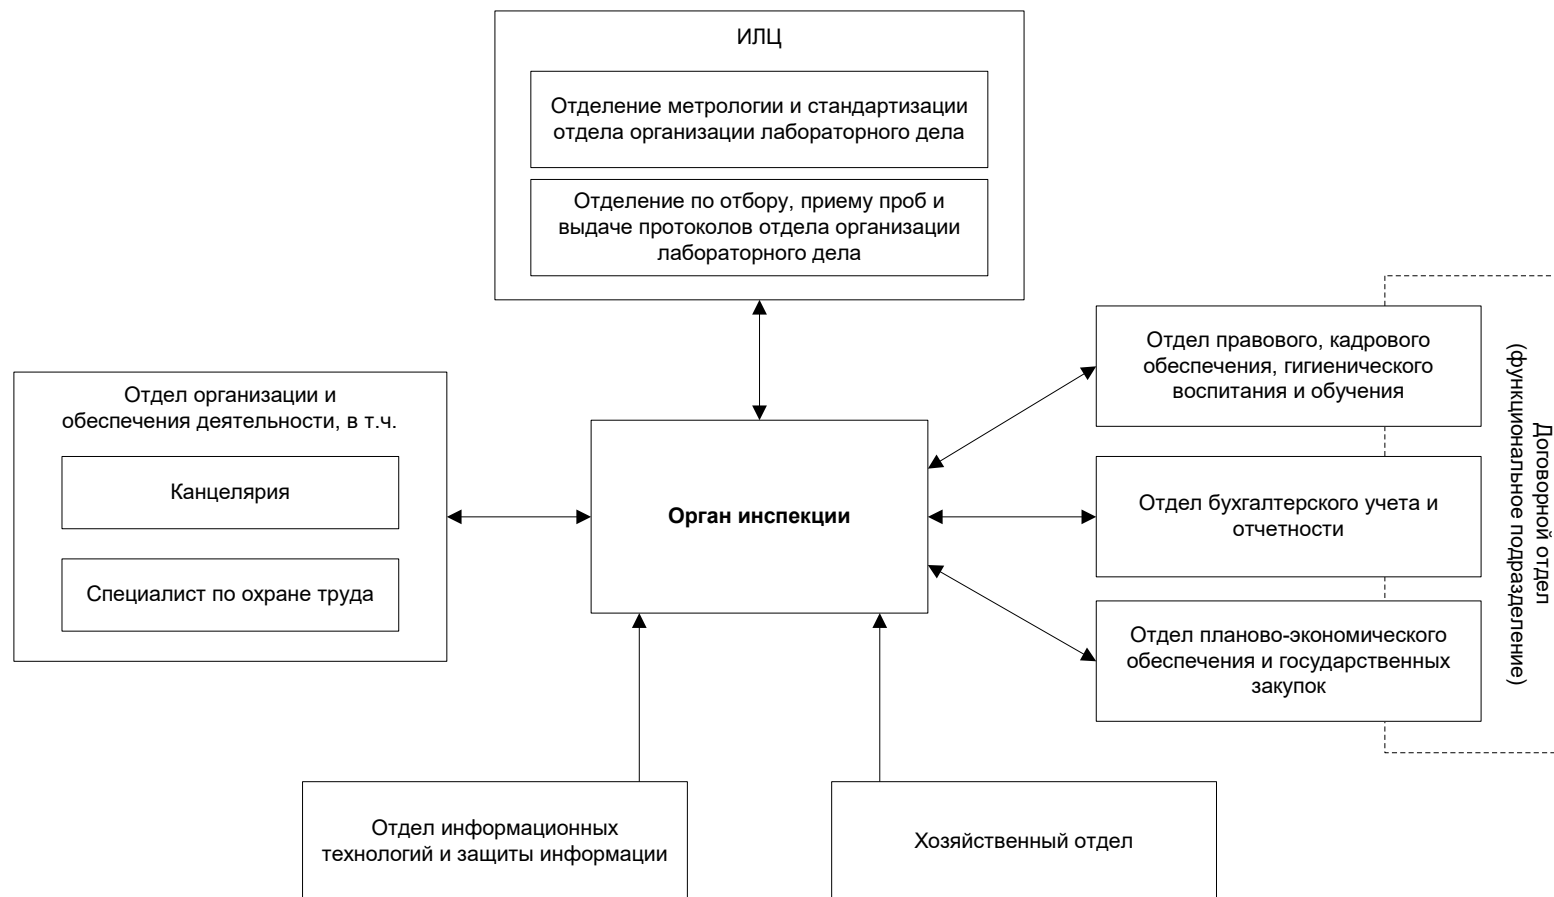 ИЛЦ
Отделение метрологии и стандартизации
отдела организации лабораторного дела
Отделение по отбору, приему проб и
выдаче протоколов отдела организации
лабораторного дела
Отдел организации и
обеспечения деятельности, в т.ч.
Канцелярия
Специалист по охране труда
Орган инспекции
Отдел правового, кадрового
обеспечения, гигиенического
воспитания и обучения
Отдел бухгалтерского учета и
отчетности
Отдел планово-экономического
обеспечения и государственных
закупок
Договорной отдел
(функциональное подразделение)
Отдел информационных
технологий и защиты информации
Хозяйственный отдел